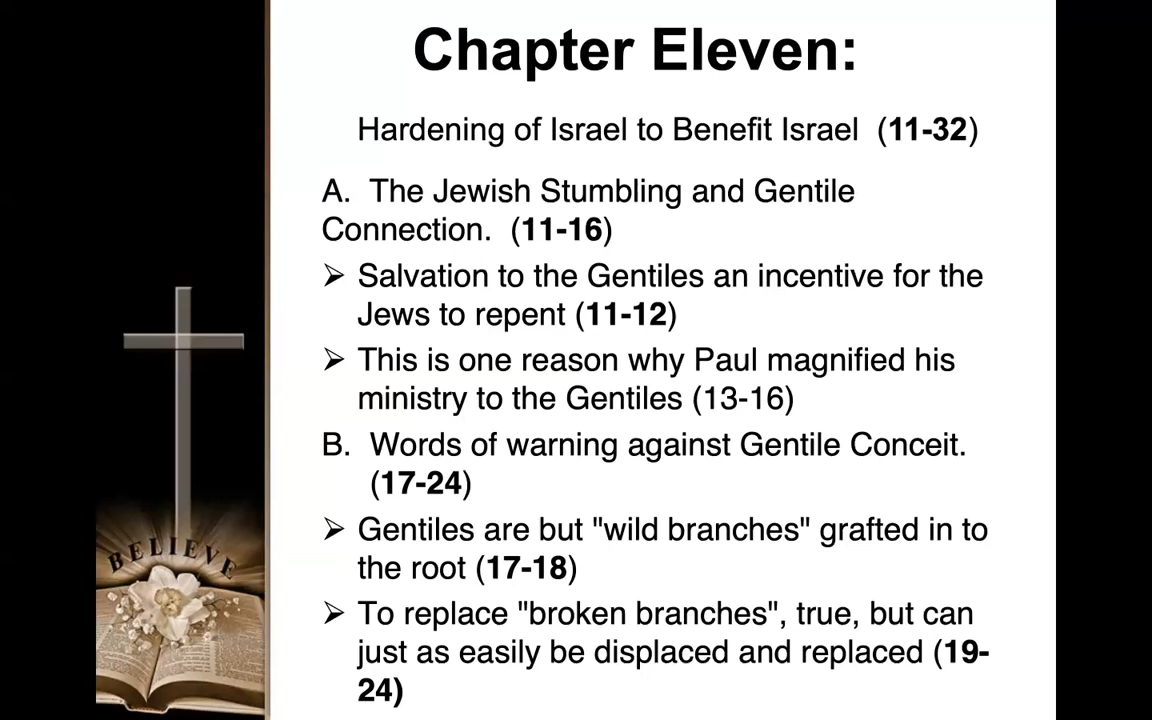 Chapter Eleven:
Hardening of Israel to Benefit Israel (11-32)
A. The Jewish Stumbling and Gentile
Connection. (11-16)
➢ Salvation to the Gentiles an incentive for the
Jews to repent (11-12)
➢ This is one reason why Paul magnified his
ministry to the Gentiles (13-16)
B. Words of warning against Gentile Conceit.
(17-24)
➢ Gentiles are but "wild branches" grafted in to
the root (17-18)
➢ To replace "broken branches", true, but can
just as easily be displaced and replaced (19-
24)
BELIEVE